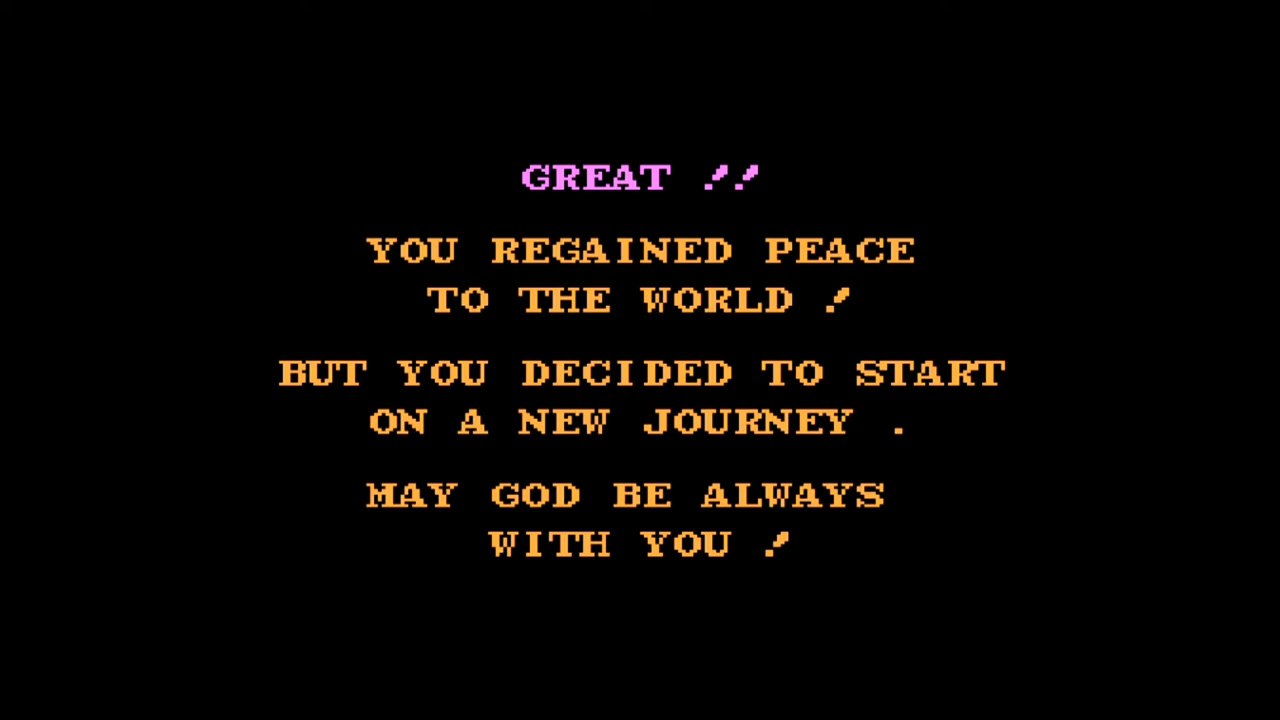 GREAT !!
YOU REGAINED PEACE
TO THE WORLD !
BUT YOU DECIDED TO START
ON A NEW JOURNEY .
MAY GOD BE ALWAYS
WITH YOU !